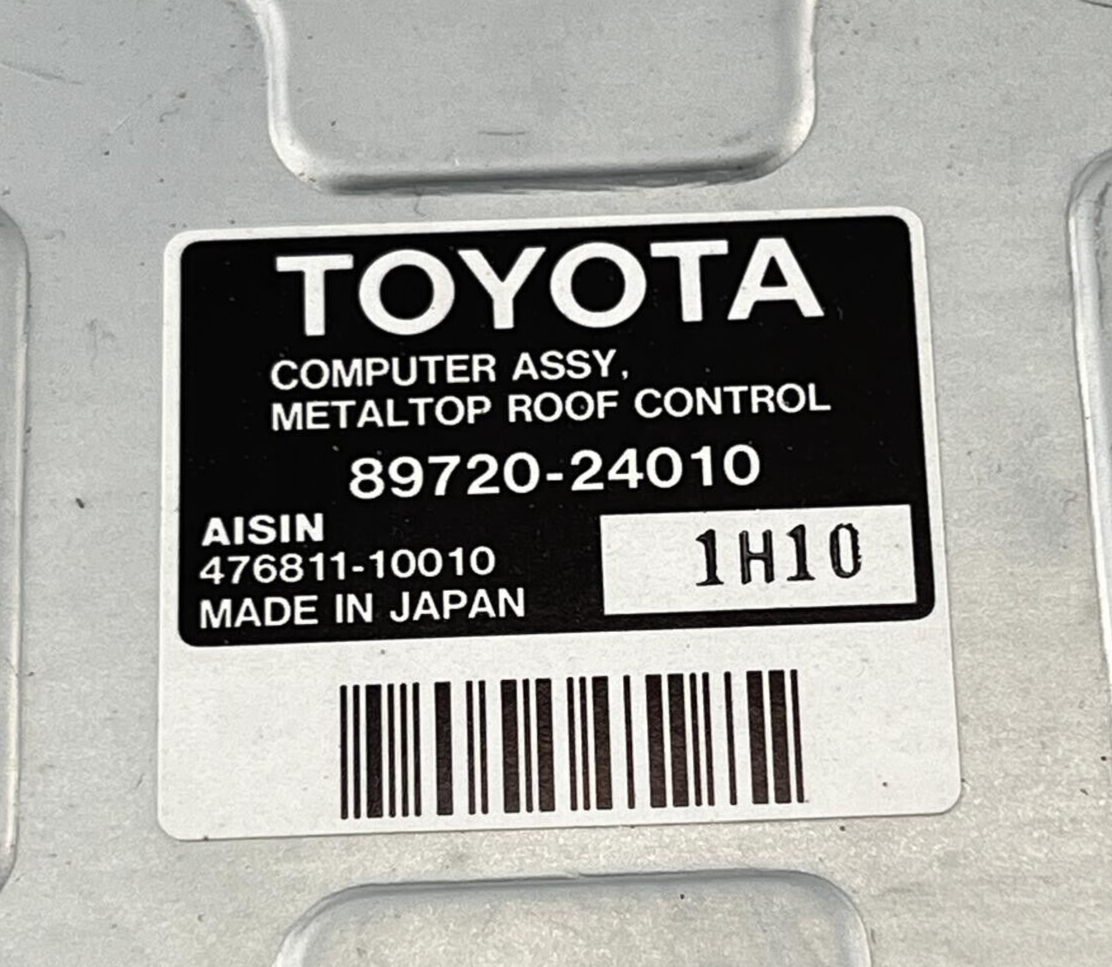 TOYOTA
COMPUTER ASSY,
METALTOP ROOF CONTROL
89720-24010
AISIN
476811-10010
MADE IN JAPAN
1H10